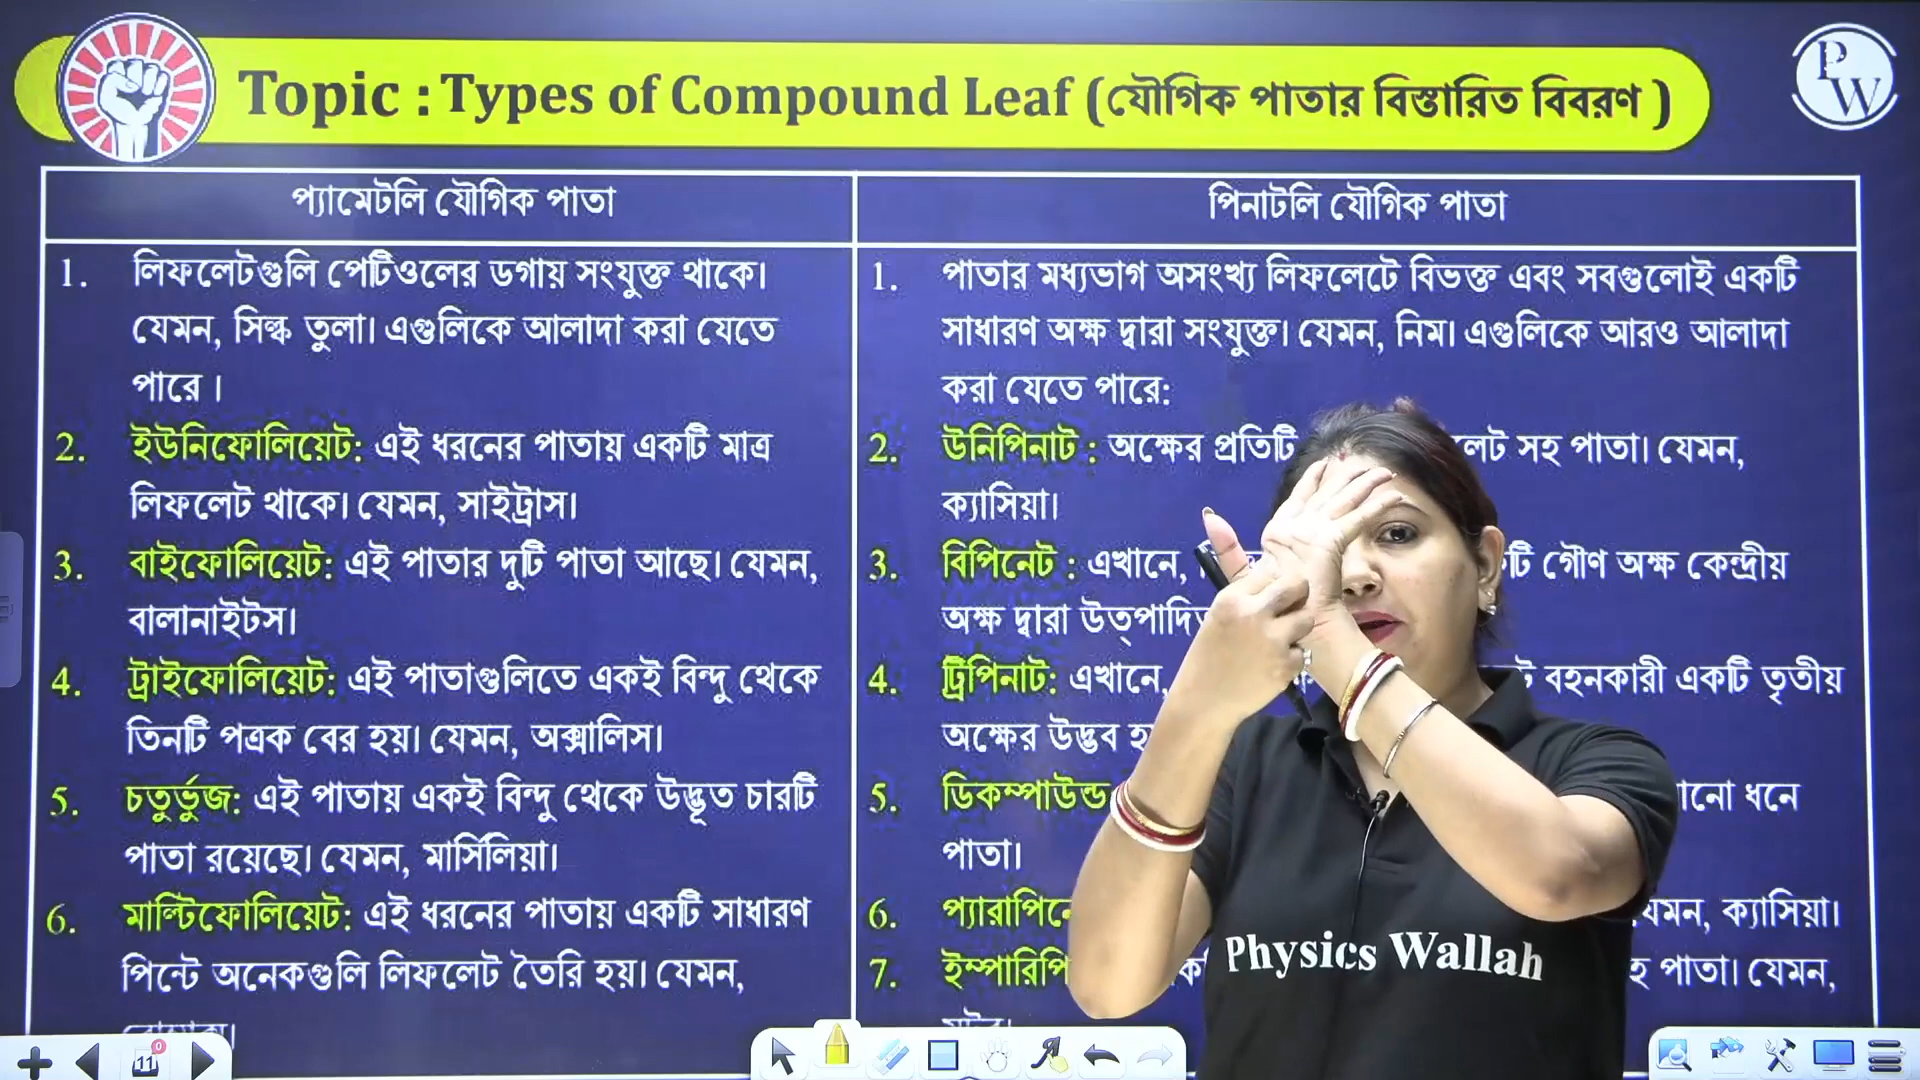 Topic : Types of Compound Leaf (যৌগিক পাতার বিস্তারিত বিবরণ )
PW
প্যামেটলি যৌগিক পাতা
1. লিফলেটগুলি পেটিওলের ডগায় সংযুক্ত থাকে।
যেমন, সিল্ক তুলা। এগুলিকে আলাদা করা যেতে
পারে ।
2. ইউনিফোলিয়েট: এই ধরনের পাতায় একটি মাত্র
লিফলেট থাকে। যেমন, সাইট্রাস।
3. বাইফোলিয়েট: এই পাতার দুটি পাতা আছে। যেমন,
বালানাইটস।
4. ট্রাইফোলিয়েট: এই পাতাগুলিতে একই বিন্দু থেকে
তিনটি পত্রক বের হয়। যেমন, অক্সালিস।
5. চতুর্ভুজ: এই পাতায় একই বিন্দু থেকে উদ্ভূত চারটি
পাতা রয়েছে। যেমন, মার্সিলিয়া।
6. মাল্টিফোলিয়েট: এই ধরনের পাতায় একটি সাধারণ
পিন্টে অনেকগুলি লিফলেট তৈরি হয়। যেমন,
পিনাটলি যৌগিক পাতা
1. পাতার মধ্যভাগ অসংখ্য লিফলেটে বিভক্ত এবং সবগুলোই একটি
সাধারণ অক্ষ দ্বারা সংযুক্ত। যেমন, নিম। এগুলিকে আরও আলাদা
করা যেতে পারে:
2. উনিপিনাট : অক্ষের প্রতিটি লেট সহ পাতা। যেমন,
ক্যাসিয়া।
3. বিপিনেট : এখানে, টি গৌণ অক্ষ কেন্দ্রীয়
অক্ষ দ্বারা
4. ট্রিপিনাট: এখানে, বহনকারী একটি তৃতীয়
অক্ষের উদ্ভব
5. ডিকম্পাউন্ড ানো ধনে
পাতা।
6. প্যারাপিনে যেমন, ক্যাসিয়া।
7. ইম্পারিপি হ পাতা। যেমন,
Physics Wallah
11
0